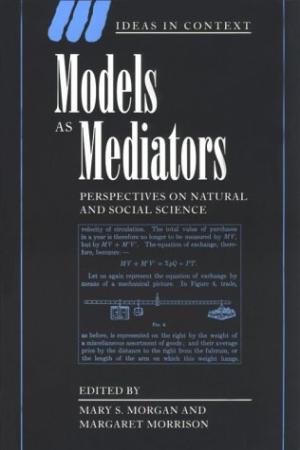 IDEAS IN CONTEXT
Models
AS
Mediators
PERSPECTIVES ON NATURAL
AND SOCIAL SCIENCE
velocity of circulation. The total value of purchases
in a year is therefore no longer to be measured by MV,
but by MV + M'V'. The equation of exchange, there-
fore, becomes: —
MV + M'V' = ΣpQ = PT.
Let us again represent the equation of exchange by
means of a mechanical picture. In Figure 4, trade,
FIG. 4
as before, is represented on the right by the weight of
a miscellaneous assortment of goods; and their average
price by the distance to the right from the fulcrum, or
the length of the arm on which this weight hangs.
EDITED BY
MARY S. MORGAN AND
MARGARET MORRISON